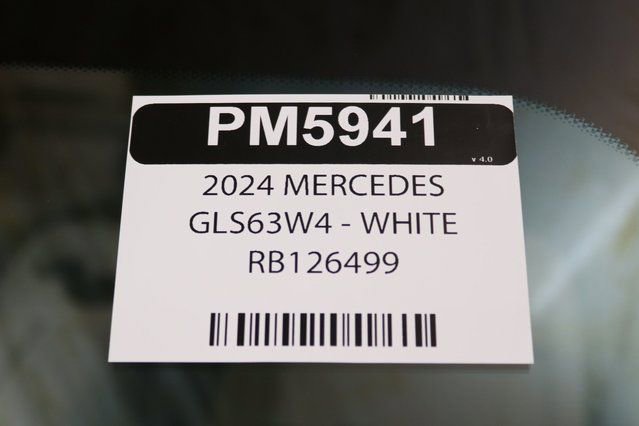 PM5941
v 4.0
2024 MERCEDES
GLS63W4 - WHITE
RB126499